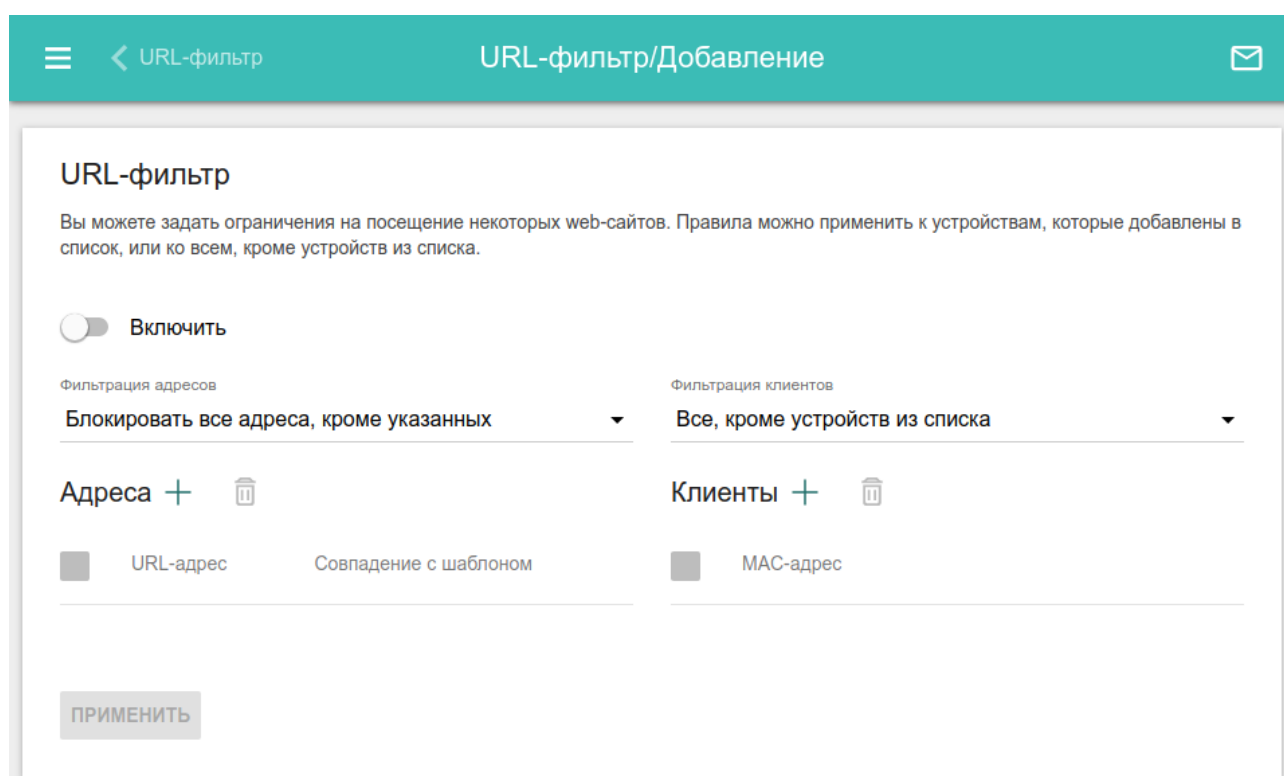 URL-фильтр
URL-фильтр/Добавление
URL-фильтр
Вы можете задать ограничения на посещение некоторых web-сайтов. Правила можно применить к устройствам, которые добавлены в
список, или ко всем, кроме устройств из списка.
Включить
Фильтрация адресов
Блокировать все адреса, кроме указанных
Фильтрация клиентов
Все, кроме устройств из списка
Адреса
Клиенты
URL-адрес
Совпадение с шаблоном
MAC-адрес
ПРИМЕНИТЬ